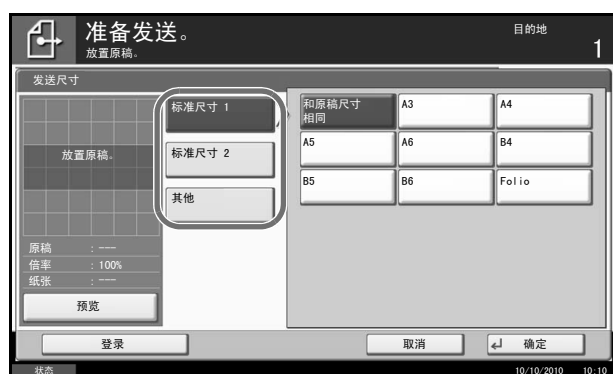 准备发送。
放置原稿。
目的地
1
发送尺寸
放置原稿。
原稿 : ---
倍率 : 100%
纸张 : ---
预览
标准尺寸 1
标准尺寸 2
其他
和原稿尺寸
相同
A3
A4
A5
A6
B4
B5
B6
Folio
登录
取消
确定
状态
10/10/2010 10:10